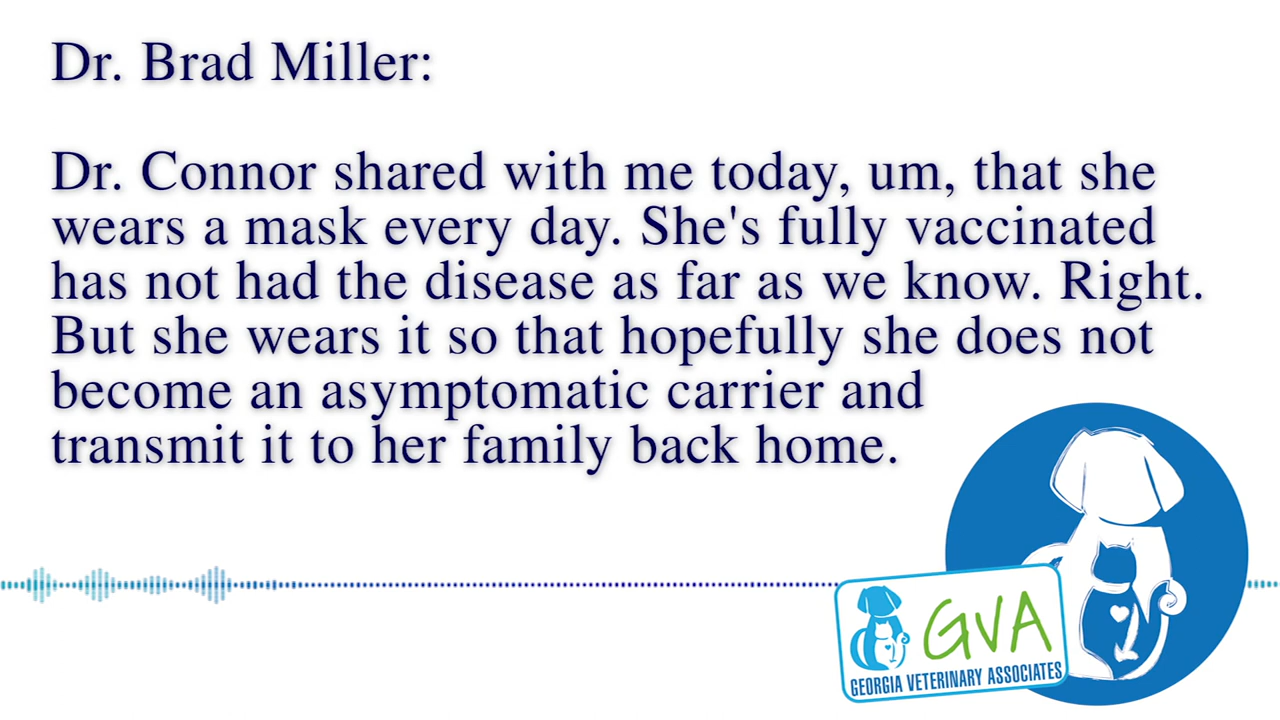 Dr. Brad Miller:
Dr. Connor shared with me today, um, that she
wears a mask every day. She's fully vaccinated
has not had the disease as far as we know. Right.
But she wears it so that hopefully she does not
become an asymptomatic carrier and
transmit it to her family back home.
GVA
GEORGIA VETERINARY ASSOCIATES